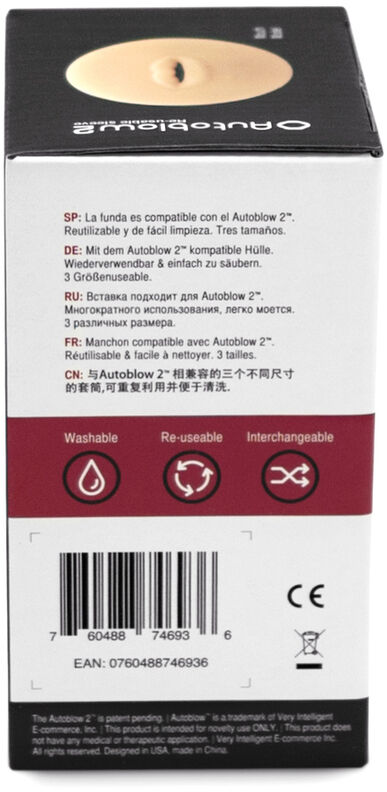 Autoblow2
Re-usable sleeve
SP: La funda es compatible con el Autoblow 2™.
Reutilizable y de fácil limpieza. Tres tamaños.
DE: Mit dem Autoblow 2™ kompatible Hülle.
Wiederverwendbar & einfach zu säubern.
3 Größenuseable.
RU: Вставка подходит для Autoblow 2™.
Многократного использования, легко моется.
3 различных размера.
FR: Manchon compatible avec Autoblow 2™.
Réutilisable & facile à nettoyer. 3 tailles.
CN: 与Autoblow 2™ 相兼容的三个不同尺寸
的套筒,可重复利用并便于清洗.
Washable Re-useable Interchangeable
7 60488 74693 6
EAN: 0760488746936
CE
The Autoblow 2™ is patent pending. | Autoblow™ is a trademark of Very Intelligent
E-commerce, Inc. | This product is intended for novelty use ONLY. | This product does
not have any medical or therapeutic application. | Very Intelligent E-commerce Inc.
All rights reserved. Designed in USA, made in China.